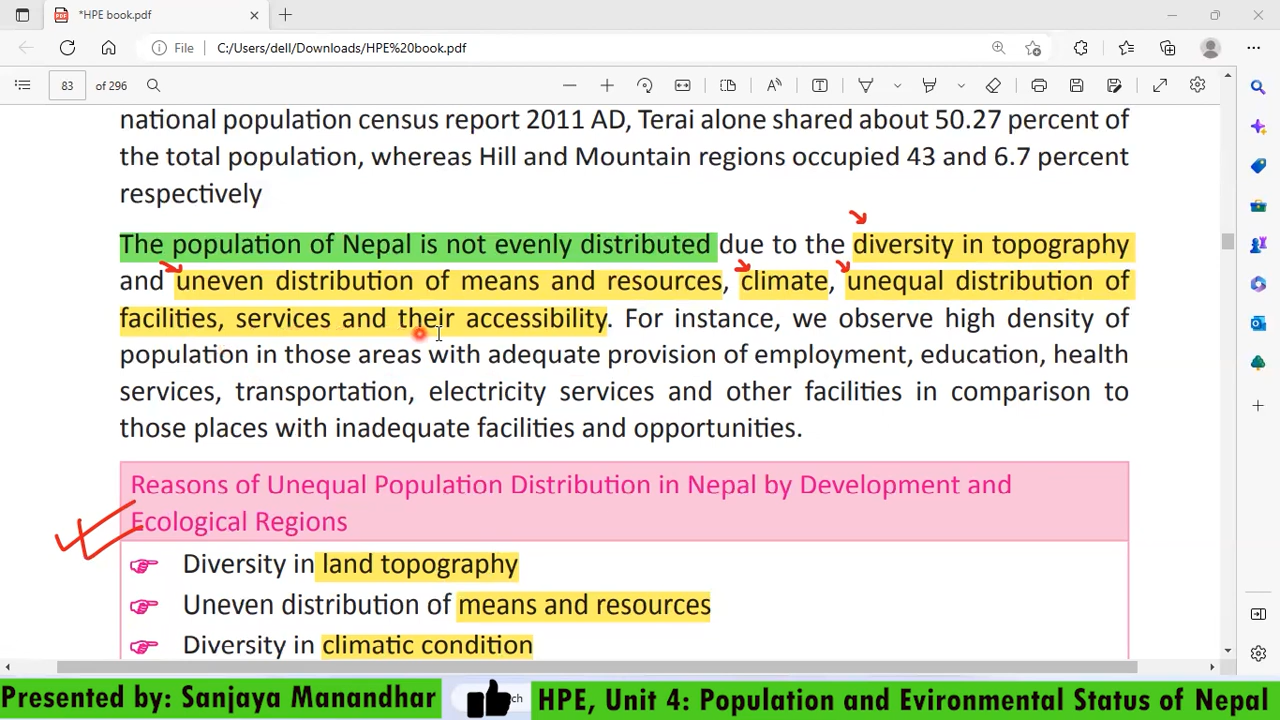 *HPE book.pdf
File C:/Users/dell/Downloads/HPE%20book.pdf
83 of 296
national population census report 2011 AD, Terai alone shared about 50.27 percent of
the total population, whereas Hill and Mountain regions occupied 43 and 6.7 percent
respectively
The population of Nepal is not evenly distributed due to the diversity in topography
and uneven distribution of means and resources, climate, unequal distribution of
facilities, services and their accessibility. For instance, we observe high density of
population in those areas with adequate provision of employment, education, health
services, transportation, electricity services and other facilities in comparison to
those places with inadequate facilities and opportunities.
Reasons of Unequal Population Distribution in Nepal by Development and
Ecological Regions
Diversity in land topography
Uneven distribution of means and resources
Diversity in climatic condition
Presented by: Sanjaya Manandhar ch HPE, Unit 4: Population and Evironmental Status of Nepal